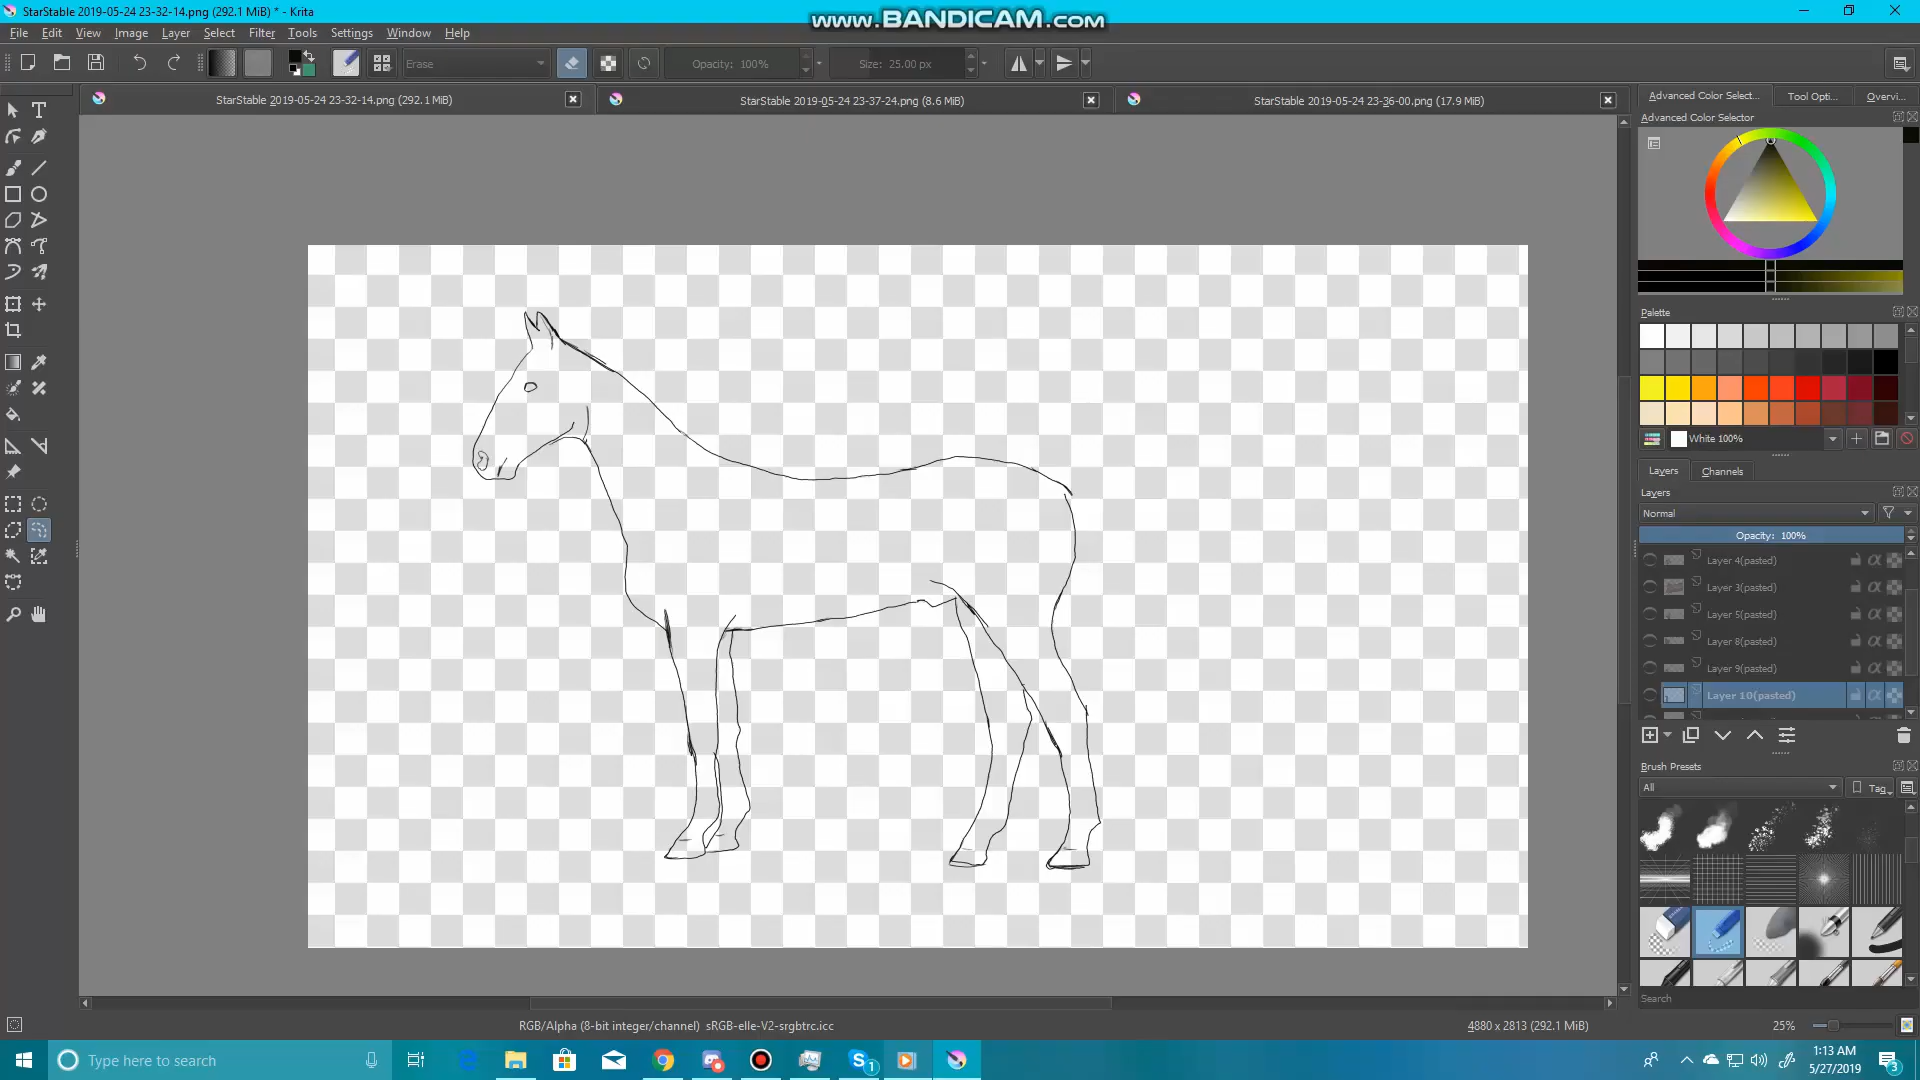 StarStable 2019-05-24 23-32-14.png (292.1 MiB) * - Krita
www.BANDICAM.com
File Edit View Image Layer Select Filter Tools Settings Window Help
Erase
Opacity: 100%
Size: 25.00 px
StarStable 2019-05-24 23-32-14.png (292.1 MiB)
StarStable 2019-05-24 23-37-24.png (8.6 MiB)
StarStable 2019-05-24 23-36-00.png (17.9 MiB)
Advanced Color Select...
Tool Opti...
Overvi...
Advanced Color Selector
Palette
White 100%
Layers
Channels
Layers
Normal
Opacity: 100%
Layer 4(pasted)
Layer 3(pasted)
Layer 5(pasted)
Layer 8(pasted)
Layer 9(pasted)
Layer 10(pasted)
Brush Presets
All
Tag
Search
RGB/Alpha (8-bit integer/channel) sRGB-elle-V2-srgbtrc.icc
4880 x 2813 (292.1 MiB)
25%
Type here to search
1
1:13 AM
5/27/2019
3